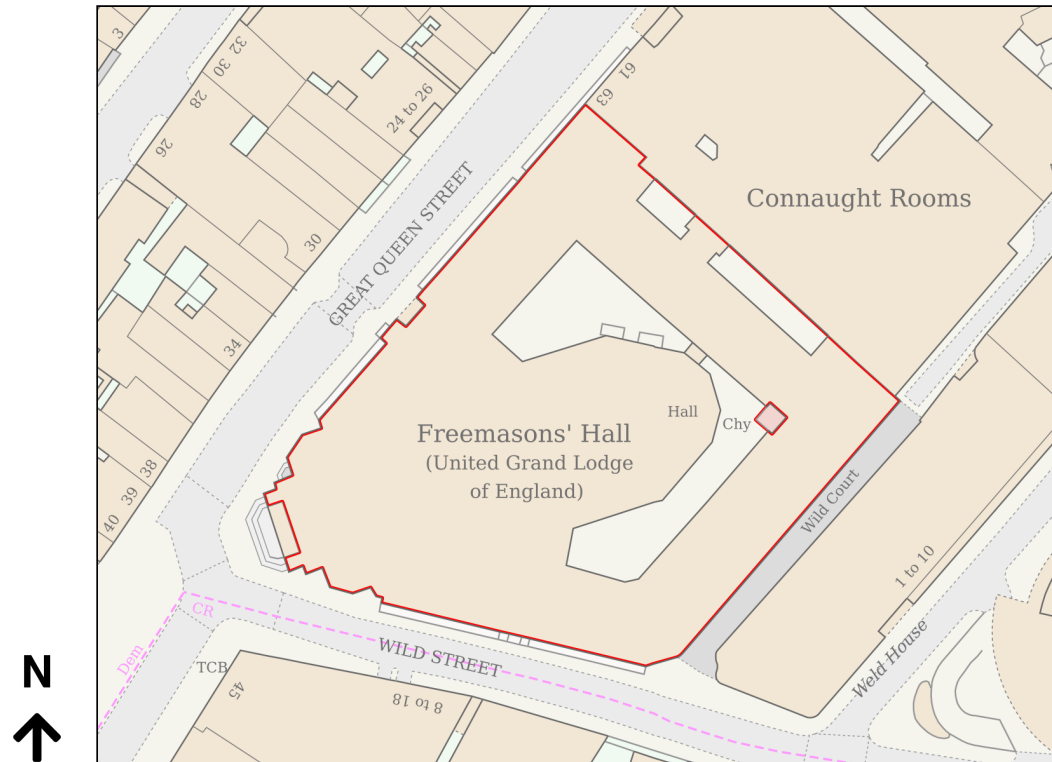 3
32
30
28
26
24 to 26
61
63
Connaught Rooms
30
GREAT QUEEN STREET
34
Hall
Chy
Freemasons' Hall
(United Grand Lodge
of England)
38
39
40
Wild Court
1 to 10
CR
Dem
WILD STREET
TCB
Weld House
45
8 to 18
N